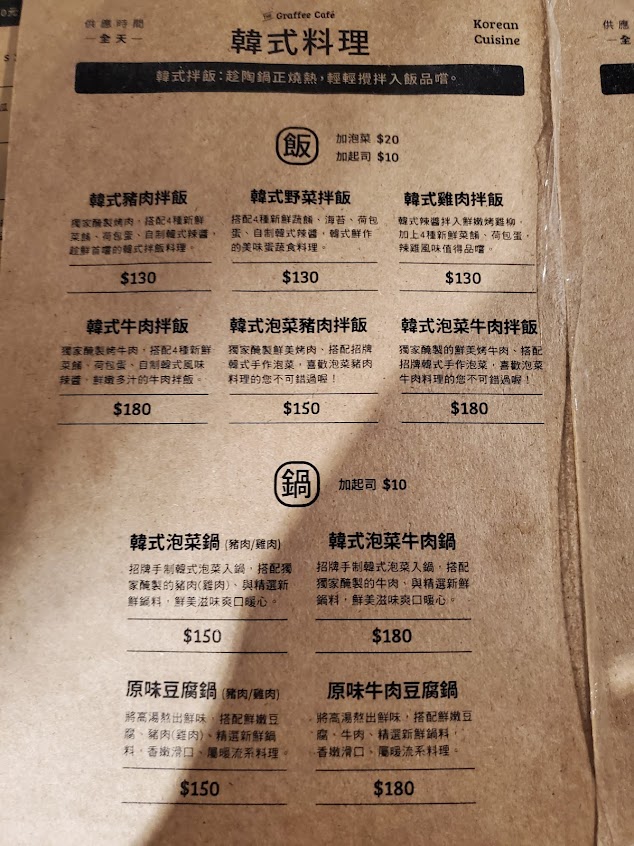 Graffee Café
供應時間
—全天—
韓式料理
Korean
Cuisine
韓式拌飯:趁陶鍋正燒熱,輕輕攪拌入飯品嚐。
飯
加泡菜 $20
加起司 $10
韓式豬肉拌飯
獨家醃製烤肉,搭配4種新鮮
菜餚、荷包蛋、自制韓式辣醬,
趁鮮首嚐的韓式拌飯料理。
$130
韓式野菜拌飯
搭配4種新鮮蔬餚、海苔、荷包
蛋、自制韓式辣醬,韓式鮮作
的美味蛋蔬食料理。
$130
韓式雞肉拌飯
韓式辣醬拌入鮮嫩烤雞柳,
加上4種新鮮菜餚、荷包蛋,
辣雞風味值得品嚐。
$130
韓式牛肉拌飯
獨家醃製烤牛肉,搭配4種新鮮
菜餚、荷包蛋、自制韓式風味
辣醬,鮮嫩多汁的牛肉拌飯。
$180
韓式泡菜豬肉拌飯
獨家醃製鮮美烤肉、搭配招牌
韓式手作泡菜,喜歡泡菜豬肉
料理的您不可錯過喔!
$150
韓式泡菜牛肉拌飯
獨家醃製的鮮美烤牛肉、搭配
招牌韓式手作泡菜,喜歡泡菜
牛肉料理的您不可錯過喔!
$180
鍋
加起司 $10
韓式泡菜鍋 (豬肉/雞肉)
招牌手制韓式泡菜入鍋,搭配獨
家醃製的豬肉(雞肉)、與精選新
鮮鍋料,鮮美滋味爽口暖心。
$150
韓式泡菜牛肉鍋
招牌手制韓式泡菜入鍋,搭配
獨家醃製的牛肉、與精選新鮮
鍋料,鮮美滋味爽口暖心。
$180
原味豆腐鍋 (豬肉/雞肉)
將高湯熬出鮮味,搭配鮮嫩豆
腐、豬肉(雞肉)、精選新鮮鍋
料,香嫩滑口、屬暖流系料理。
$150
原味牛肉豆腐鍋
將高湯熬出鮮味,搭配鮮嫩豆
腐、牛肉、精選新鮮鍋料,
香嫩滑口、屬暖流系料理。
$180
供應
—全